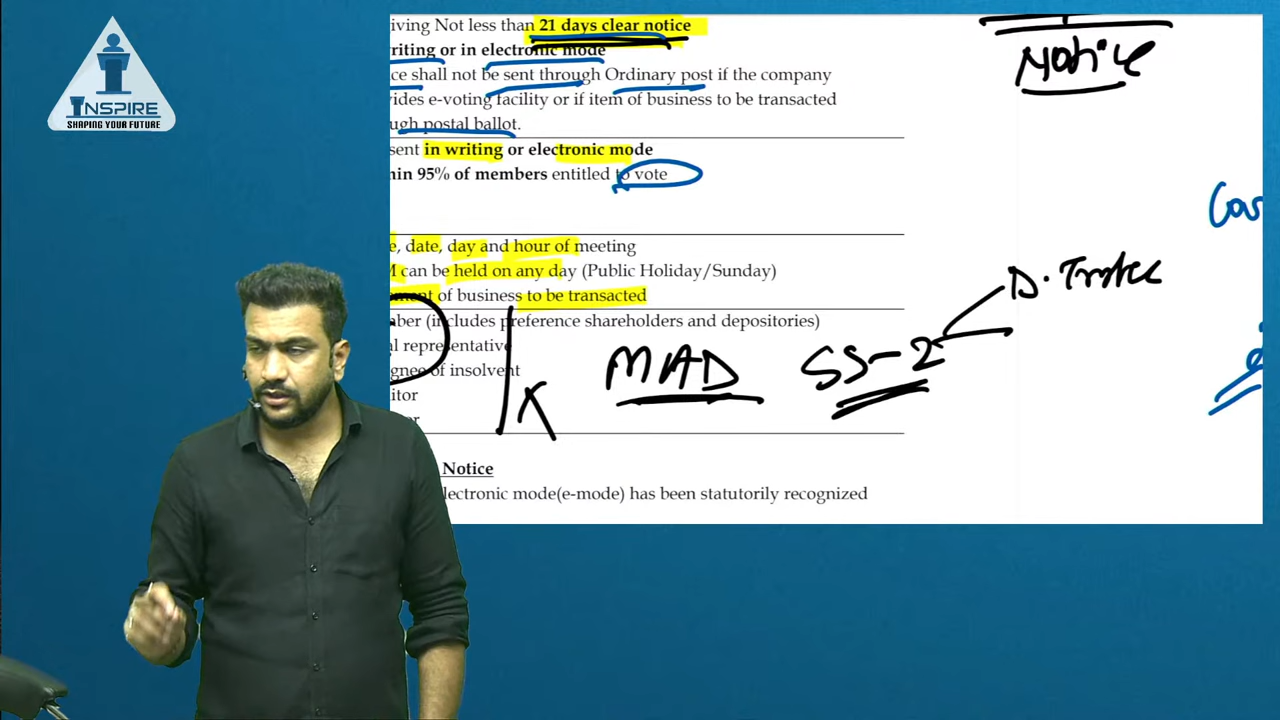 INSPIRE
SHAPING YOUR FUTURE
iving Not less than 21 days clear notice
riting or in electronic mode
ce shall not be sent through Ordinary post if the company
vides e-voting facility or if item of business to be transacted
ugh postal ballot.
sent in writing or electronic mode
hin 95% of members entitled to vote
e, date, day and hour of meeting
M can be held on any day (Public Holiday/Sunday)
ement of business to be transacted
mber (includes preference shareholders and depositories)
al representative
gnee of insolvent
itor
or
Notice
lectronic mode(e-mode) has been statutorily recognized
Notice
D. Trstee
MAD SS-2
X